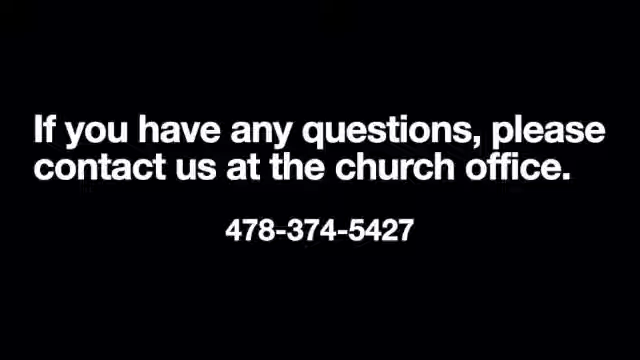 If you have any questions, please
contact us at the church office.
478-374-5427